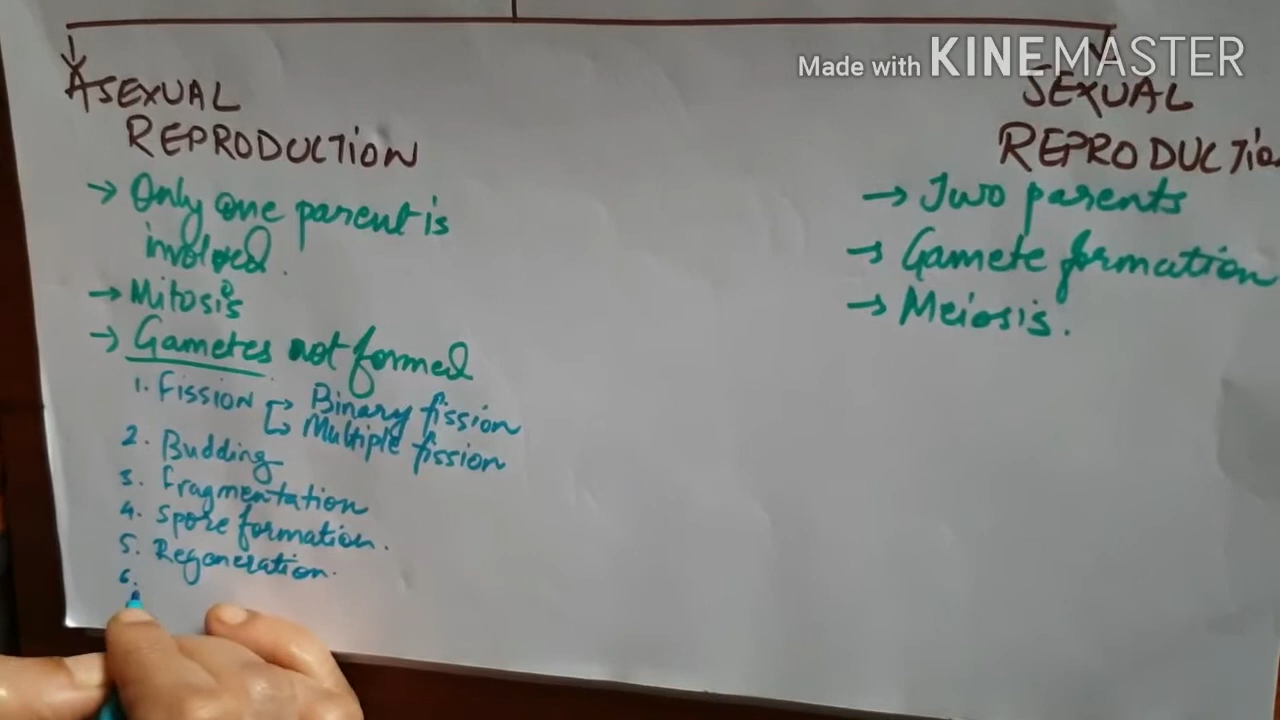 Made with KINEMASTER
ASEXUAL
REPRODUCTION
→ Only one parent is
involved.
→ Mitosis
→ Gametes not formed
1. Fission → Binary fission
→ Multiple fission
2. Budding
3. Fragmentation
4. Spore formation.
5. Regeneration.
6.
SEXUAL
REPRODUCTIO
→ Two parents
→ Gamete formation
→ Meiosis.